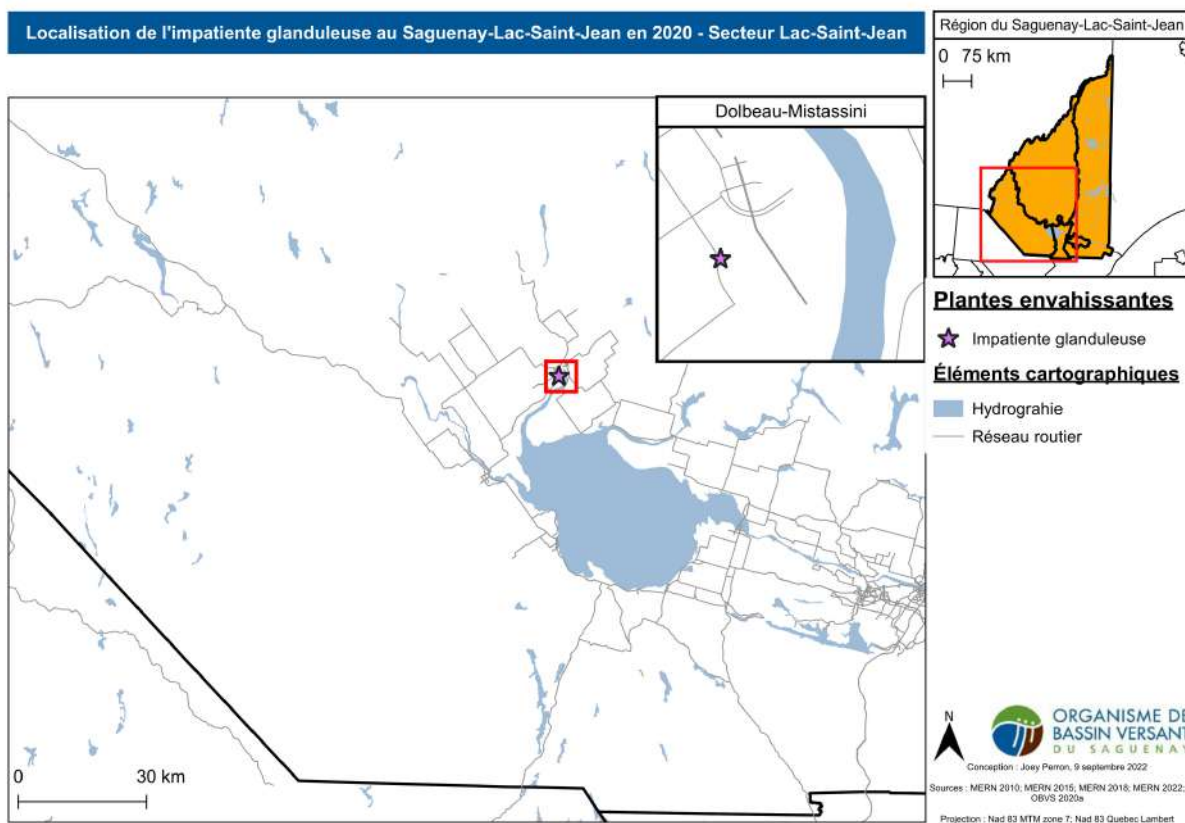 Localisation de l'impatiente glanduleuse au Saguenay-Lac-Saint-Jean en 2020 - Secteur Lac-Saint-Jean
Région du Saguenay-Lac-Saint-Jean
0 75 km
Dolbeau-Mistassini
Plantes envahissantes
Impatiente glanduleuse
Éléments cartographiques
Hydrograhie
Réseau routier
0 30 km
N
ORGANISME DE
BASSIN VERSANT
DU SAGUENAY
Conception : Joey Perron, 9 septembre 2022
Sources : MERN 2010; MERN 2015; MERN 2018; MERN 2022;
OBVS 2020a
Projection : Nad 83 MTM zone 7; Nad 83 Quebec Lambert